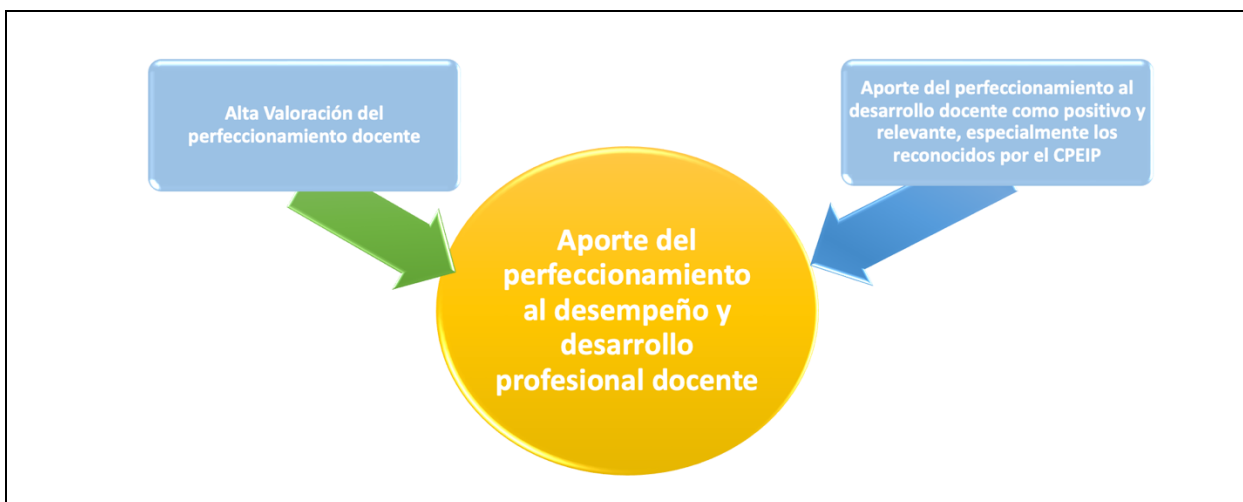 Alta Valoración del
perfeccionamiento docente
Aporte del perfeccionamiento al
desarrollo docente como positivo y
relevante, especialmente los
reconocidos por el CPEIP
Aporte del
perfeccionamiento
al desempeño y
desarrollo
profesional docente